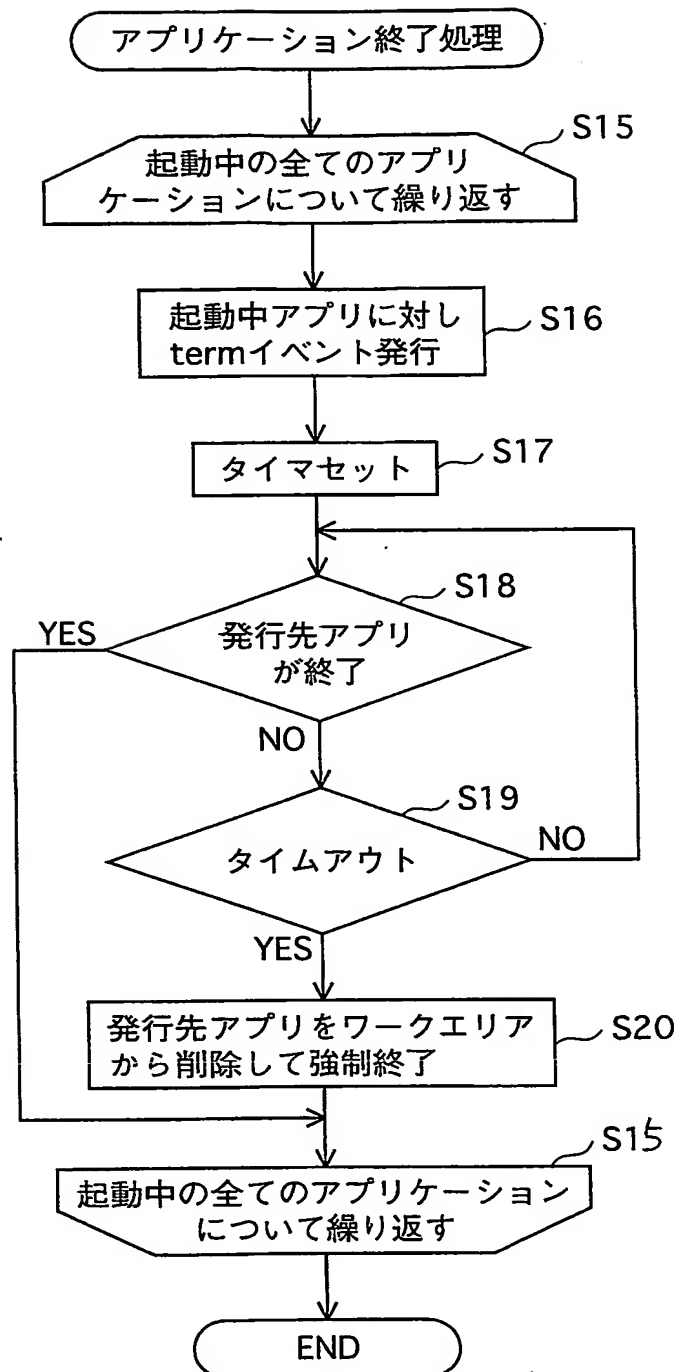 アプリケーション終了処理
S15
起動中の全てのアプリ
ケーションについて繰り返す
起動中アプリに対し
termイベント発行
S16
タイマセット
S17
S18
YES
発行先アプリ
が終了
NO
S19
タイムアウト
NO
YES
発行先アプリをワークエリア
から削除して強制終了
S20
S15
起動中の全てのアプリケーション
について繰り返す
END